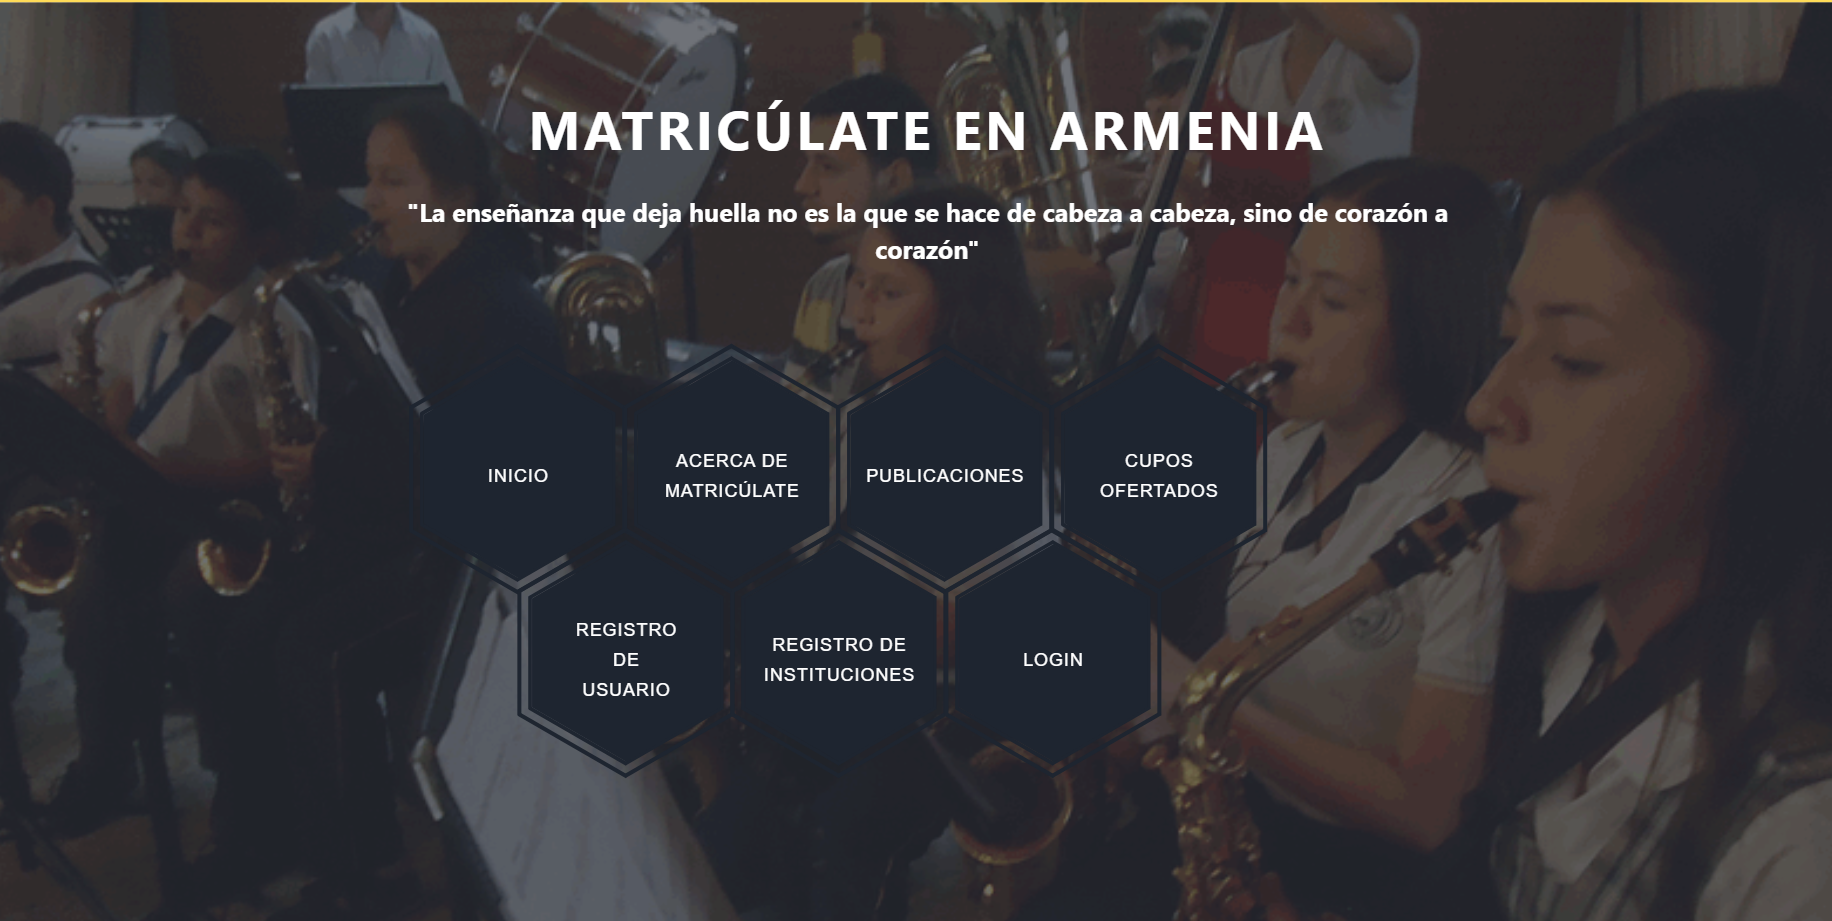 MATRICÚLATE EN ARMENIA
"La enseñanza que deja huella no es la que se hace de cabeza a cabeza, sino de corazón a
corazón"
INICIO
ACERCA DE
MATRICÚLATE
PUBLICACIONES
CUPOS
OFERTADOS
REGISTRO
DE
USUARIO
REGISTRO DE
INSTITUCIONES
LOGIN